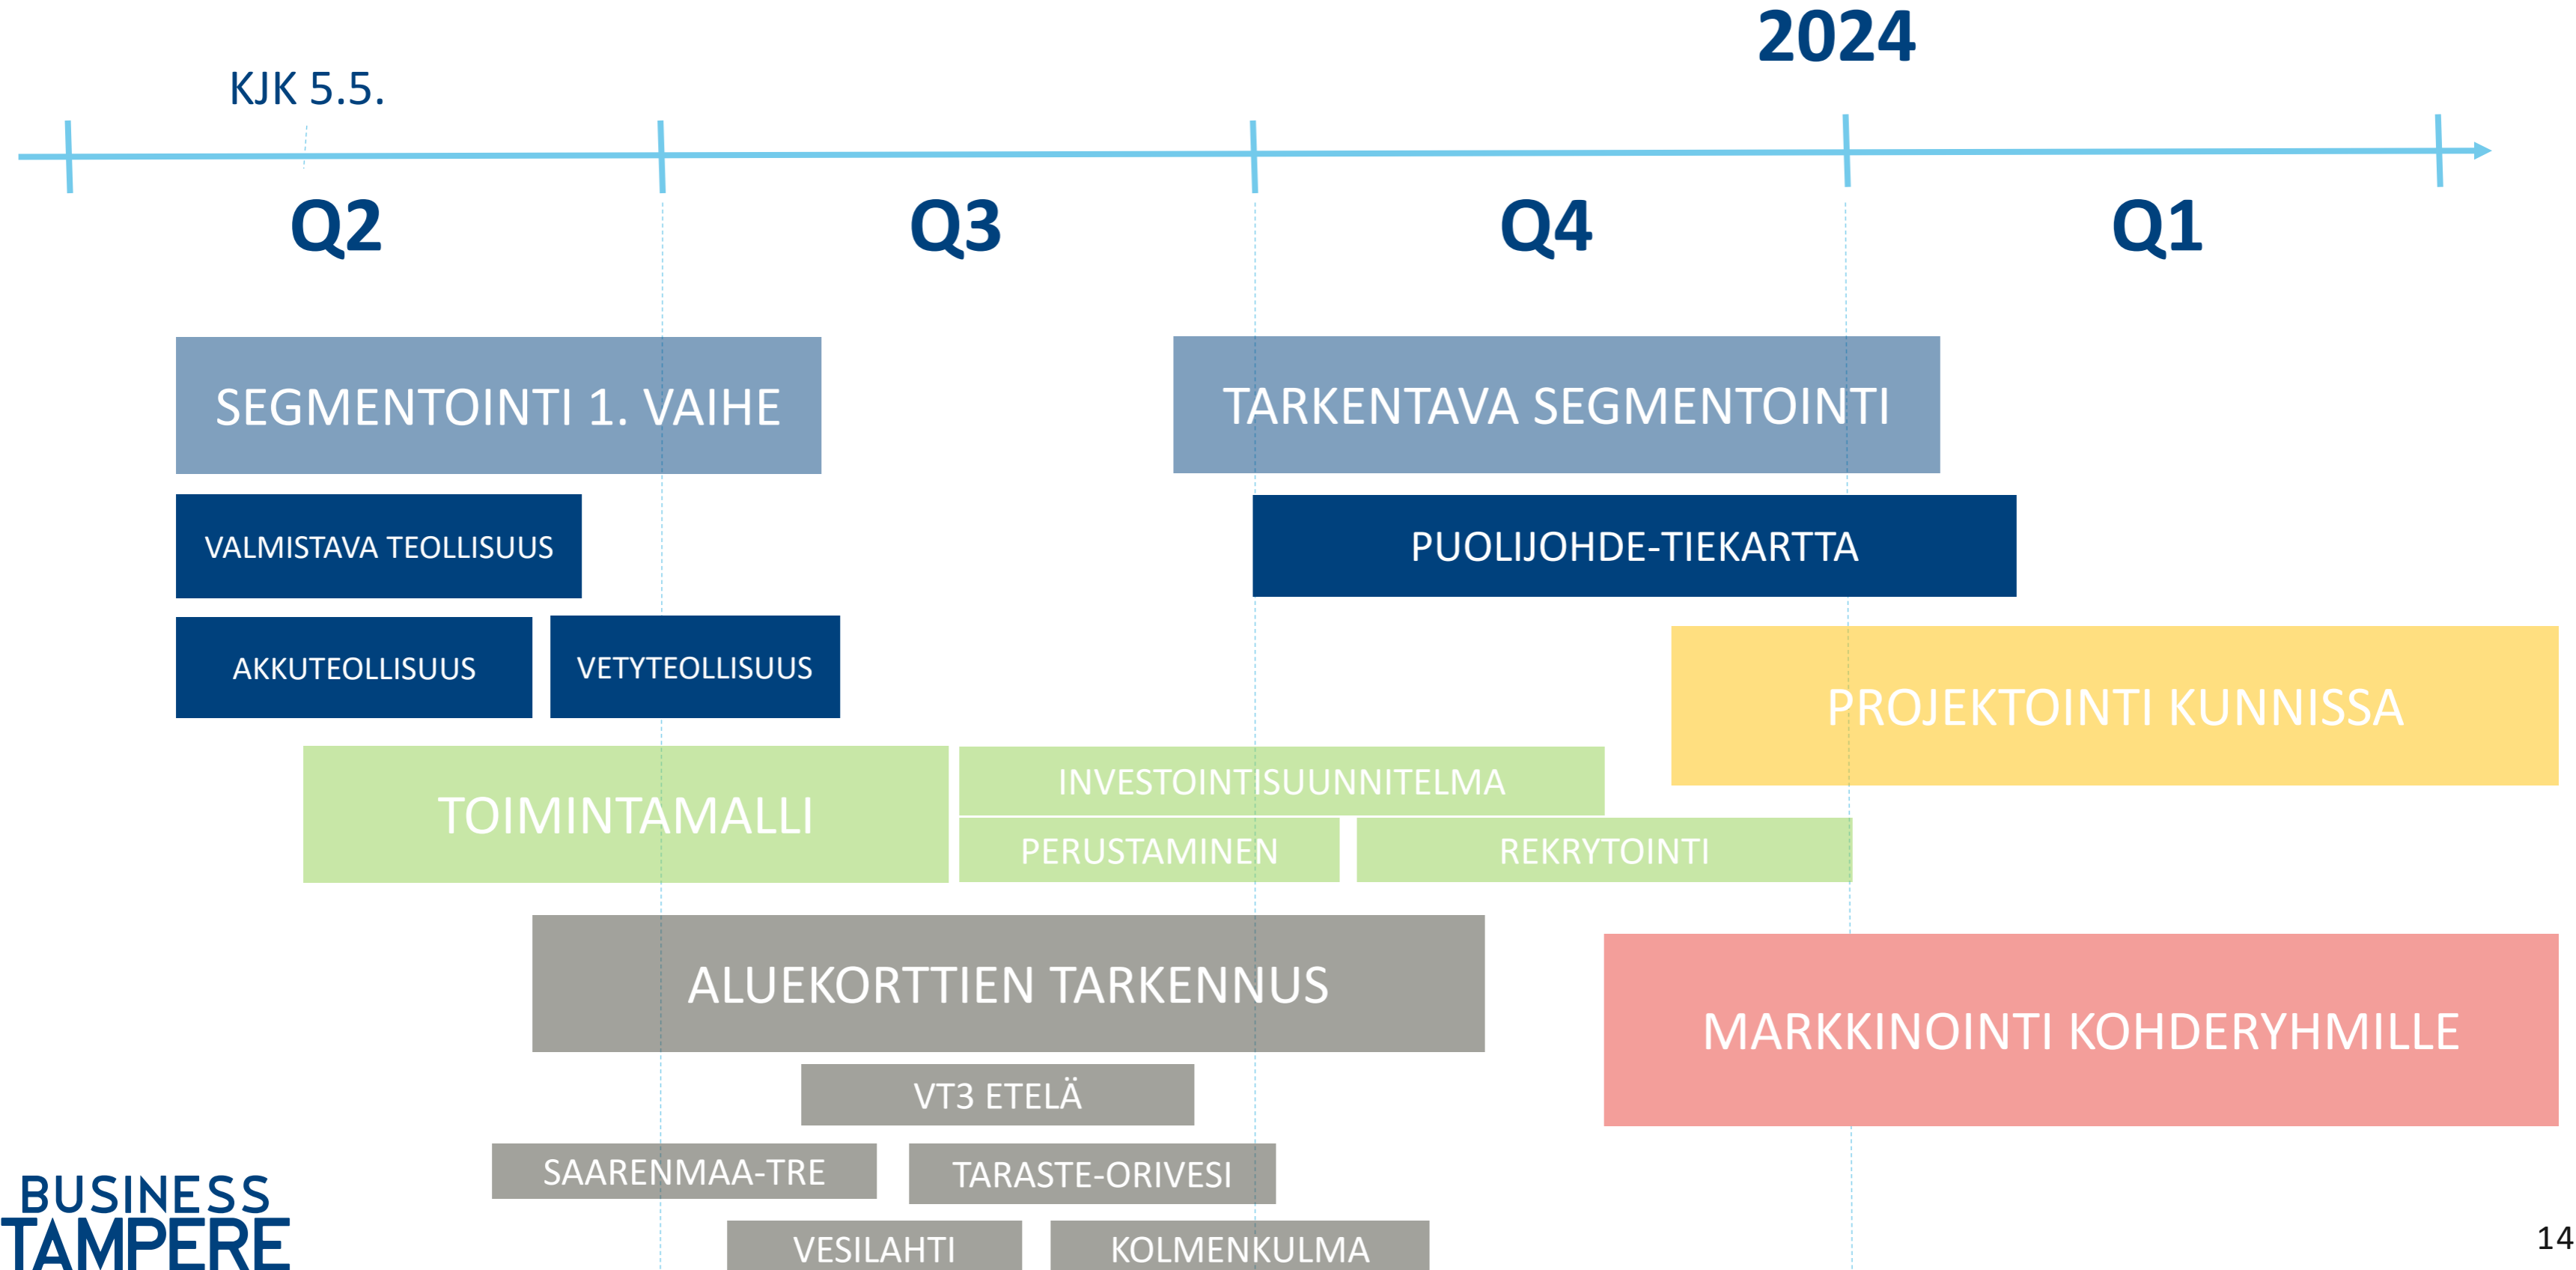 2024
KJK 5.5.
Q2
Q3
Q4
Q1
SEGMENTOINTI 1. VAIHE
TARKENTAVA SEGMENTOINTI
VALMISTAVA TEOLLISUUS
PUOLIJOHDE-TIEKARTTA
AKKUTEOLLISUUS
VETYTEOLLISUUS
PROJEKTOINTI KUNNISSA
TOIMINTAMALLI
INVESTOINTISUUNNITELMA
PERUSTAMINEN
REKRYTOINTI
ALUEKORTTIEN TARKENNUS
MARKKINOINTI KOHDERYHMILLE
VT3 ETELÄ
SAARENMAA-TRE
TARASTE-ORIVESI
VESILAHTI
KOLMENKULMA
BUSINESS
TAMPERE
14